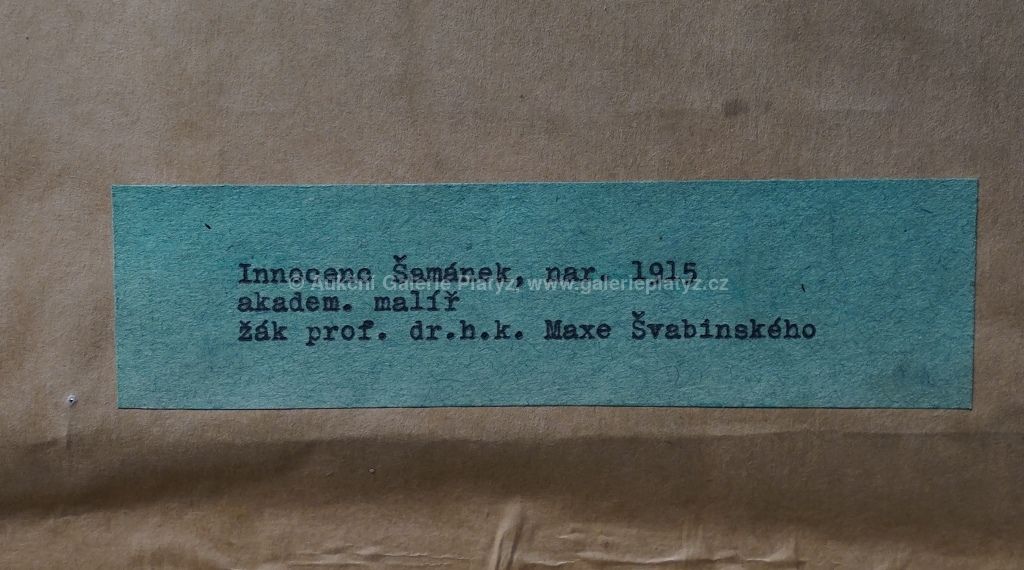 Innocenc Šamánek, nar. 1915
© Aukční Galerie Platýz, www.galerieplatyz.cz
akadem. malíř
žák prof. dr.h.k. Maxe Švabinského